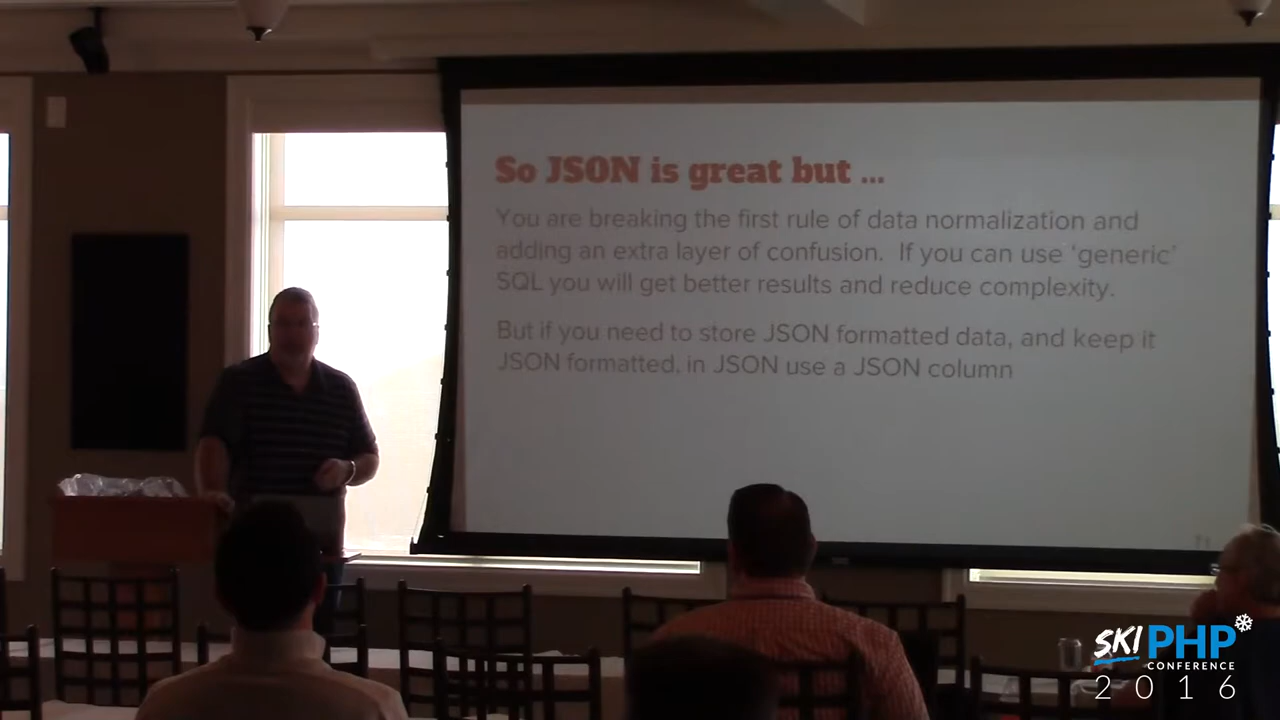 So JSON is great but ...
You are breaking the first rule of data normalization and
adding an extra layer of confusion.  If you can use ‘generic’
SQL you will get better results and reduce complexity.
But if you need to store JSON formatted data, and keep it
JSON formatted, in JSON use a JSON column
SKI PHP
CONFERENCE
2016